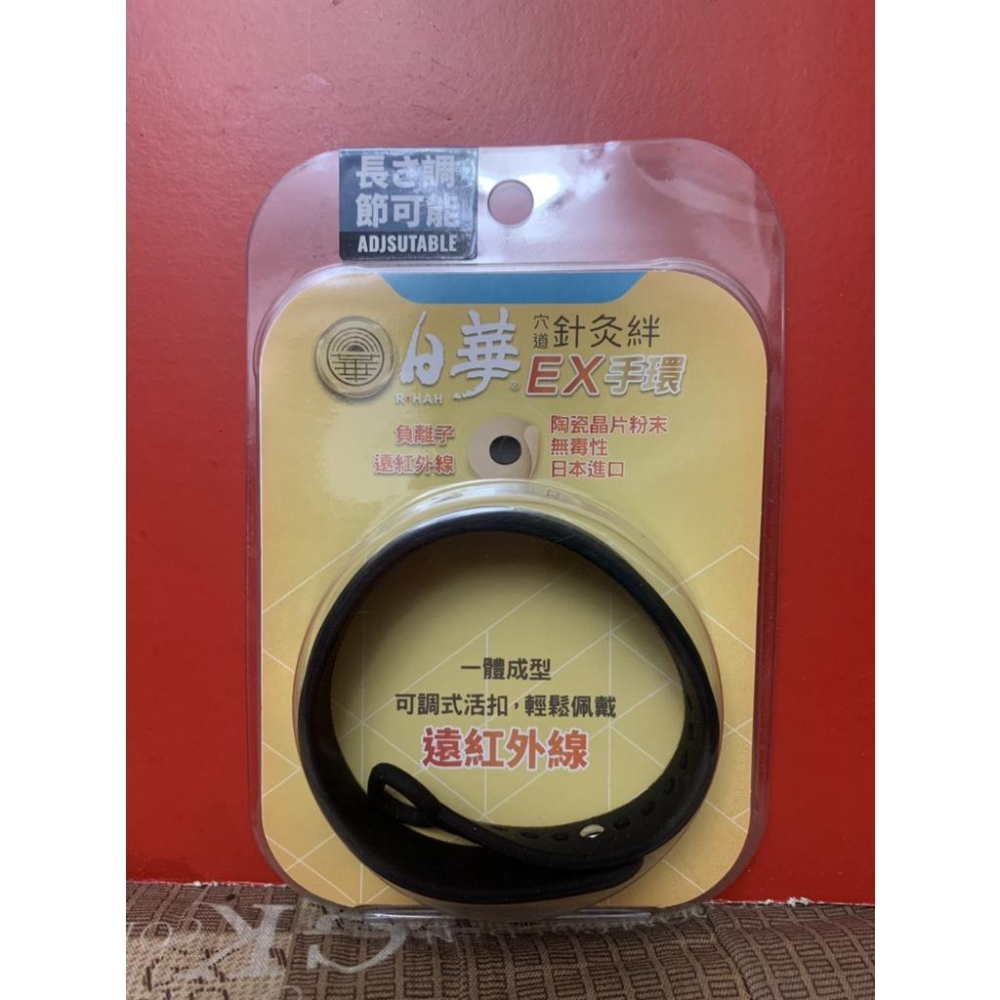 長さ調
節可能
ADJSUTABLE
華
日華®
R·HAH
穴道針灸絆
EX手環
負離子
遠紅外線
陶瓷晶片粉末
無毒性
日本進口
一體成型
可調式活扣，輕鬆佩戴
遠紅外線